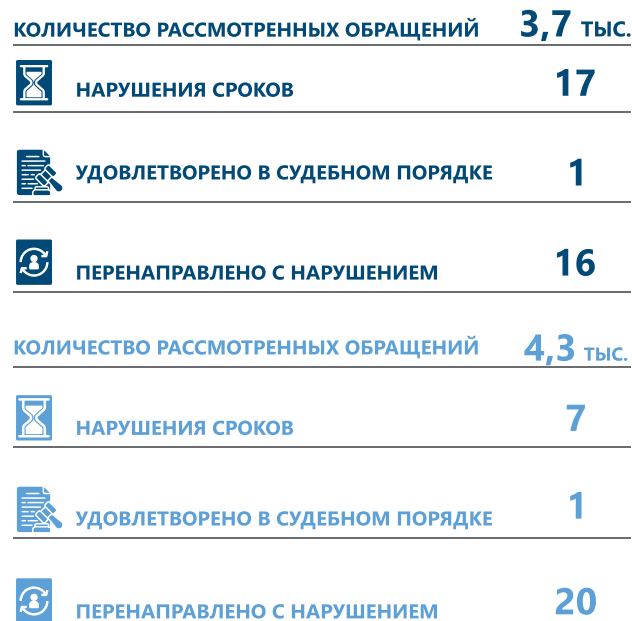 КОЛИЧЕСТВО РАССМОТРЕННЫХ ОБРАЩЕНИЙ 3,7 ТЫС.
НАРУШЕНИЯ СРОКОВ 17
УДОВЛЕТВОРЕНО В СУДЕБНОМ ПОРЯДКЕ 1
ПЕРЕНАПРАВЛЕНО С НАРУШЕНИЕМ 16
КОЛИЧЕСТВО РАССМОТРЕННЫХ ОБРАЩЕНИЙ 4,3 ТЫС.
НАРУШЕНИЯ СРОКОВ 7
УДОВЛЕТВОРЕНО В СУДЕБНОМ ПОРЯДКЕ 1
ПЕРЕНАПРАВЛЕНО С НАРУШЕНИЕМ 20